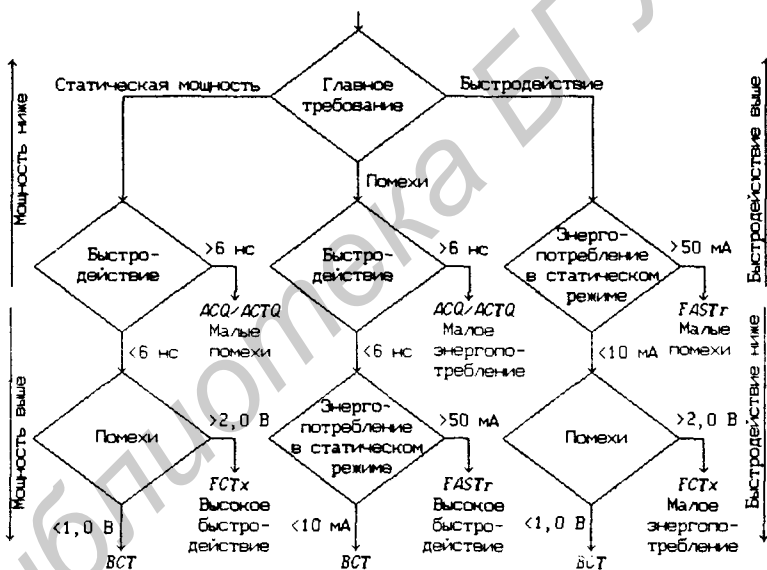 Библиотека БГУ
Мощность ниже
Мощность выше
Статическая мощность
Главное
требование
Быстродействие
Помехи
Быстродейсть­ствие выше
Быстродействие ниже
Быстро-
действие
>6 нс
ACQ/ACTQ
Малые
помехи
<6 нс
Быстро-
действие
>6 нс
ACQ/ACTQ
Малое
энергопо-
требление
<6 нс
Энерго-
потребление
в статическом
режиме
>50 мА
FASTr
Малые
помехи
<10 мА
Помехи
>2,0 В
FCTx
Высокое
быстро-
действие
<1,0 В
BCT
Энерго-
потребление
в статическом
режиме
>50 мА
FASTr
Высокое
быстро-
действие
<10 мА
BCT
Помехи
>2,0 В
FCTx
Малое
энергопо-
требление
<1,0 В
BCT